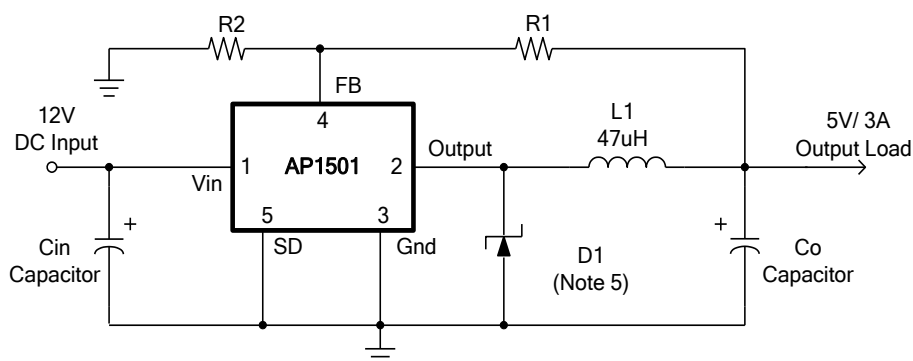 R2
R1
FB
4
12V
DC Input
L1
47uH
5V/ 3A
Output Load
1
AP1501
2
Output
Vin
+
5
3
+
Cin
Capacitor
SD
Gnd
D1
(Note 5)
Co
Capacitor